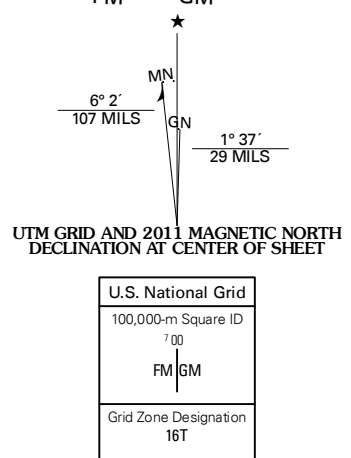 FM GM
MN
6° 2´
107 MILS
GN
1° 37´
29 MILS
UTM GRID AND 2011 MAGNETIC NORTH
DECLINATION AT CENTER OF SHEET
U.S. National Grid
100,000-m Square ID
7 00
FM GM
Grid Zone Designation
16T